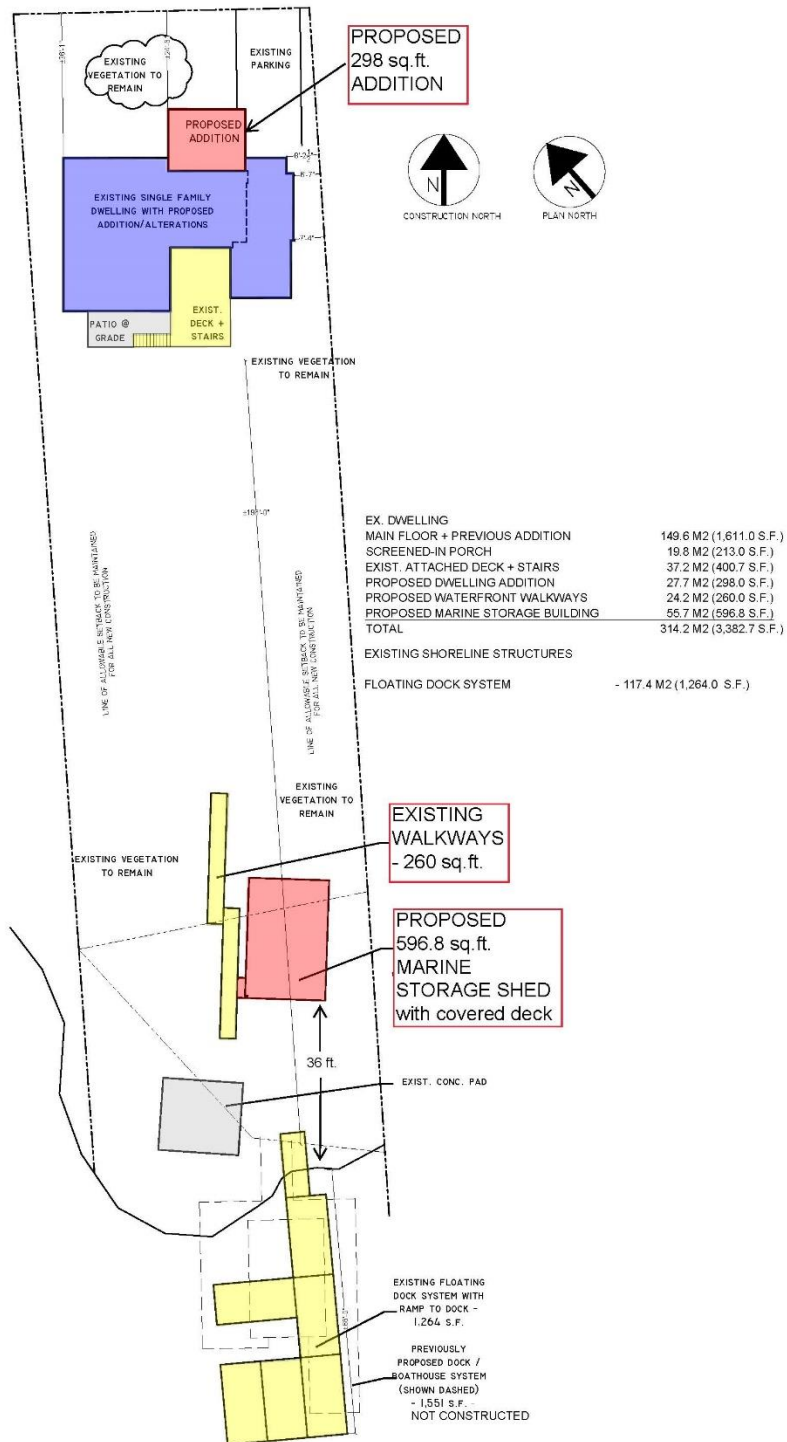 ±36'-1"
EXISTING
VEGETATION TO
REMAIN
EXISTING
PARKING
PROPOSED
298 sq.ft.
ADDITION
PROPOSED
ADDITION
N
CONSTRUCTION NORTH
N
PLAN NORTH
EXISTING SINGLE FAMILY
DWELLING WITH PROPOSED
ADDITION/ALTERATIONS
8'-2½"
6'-7"
7'-4"
PATIO @
GRADE
EXIST.
DECK +
STAIRS
EXISTING VEGETATION
TO REMAIN
LINE OF ALLOWABLE SETBACK TO BE MAINTAINED
FOR ALL NEW CONSTRUCTION
LINE OF ALLOWABLE SETBACK TO BE MAINTAINED
FOR ALL NEW CONSTRUCTION
EX. DWELLING
MAIN FLOOR + PREVIOUS ADDITION 149.6 M2 (1,611.0 S.F.)
SCREENED-IN PORCH 19.8 M2 (213.0 S.F.)
EXIST. ATTACHED DECK + STAIRS 37.2 M2 (400.7 S.F.)
PROPOSED DWELLING ADDITION 27.7 M2 (298.0 S.F.)
PROPOSED WATERFRONT WALKWAYS 24.2 M2 (260.0 S.F.)
PROPOSED MARINE STORAGE BUILDING 55.7 M2 (596.8 S.F.)
TOTAL 314.2 M2 (3,382.7 S.F.)
EXISTING SHORELINE STRUCTURES
FLOATING DOCK SYSTEM - 117.4 M2 (1,264.0 S.F.)
EXISTING
VEGETATION TO
REMAIN
EXISTING VEGETATION
TO REMAIN
EXISTING
WALKWAYS
- 260 sq.ft.
PROPOSED
596.8 sq.ft.
MARINE
STORAGE SHED
with covered deck
36 ft.
EXIST. CONC. PAD
EXISTING FLOATING
DOCK SYSTEM WITH
RAMP TO DOCK -
1,264 S.F.
PREVIOUSLY
PROPOSED DOCK /
BOATHOUSE SYSTEM
(SHOWN DASHED)
- 1,551 S.F.
NOT CONSTRUCTED